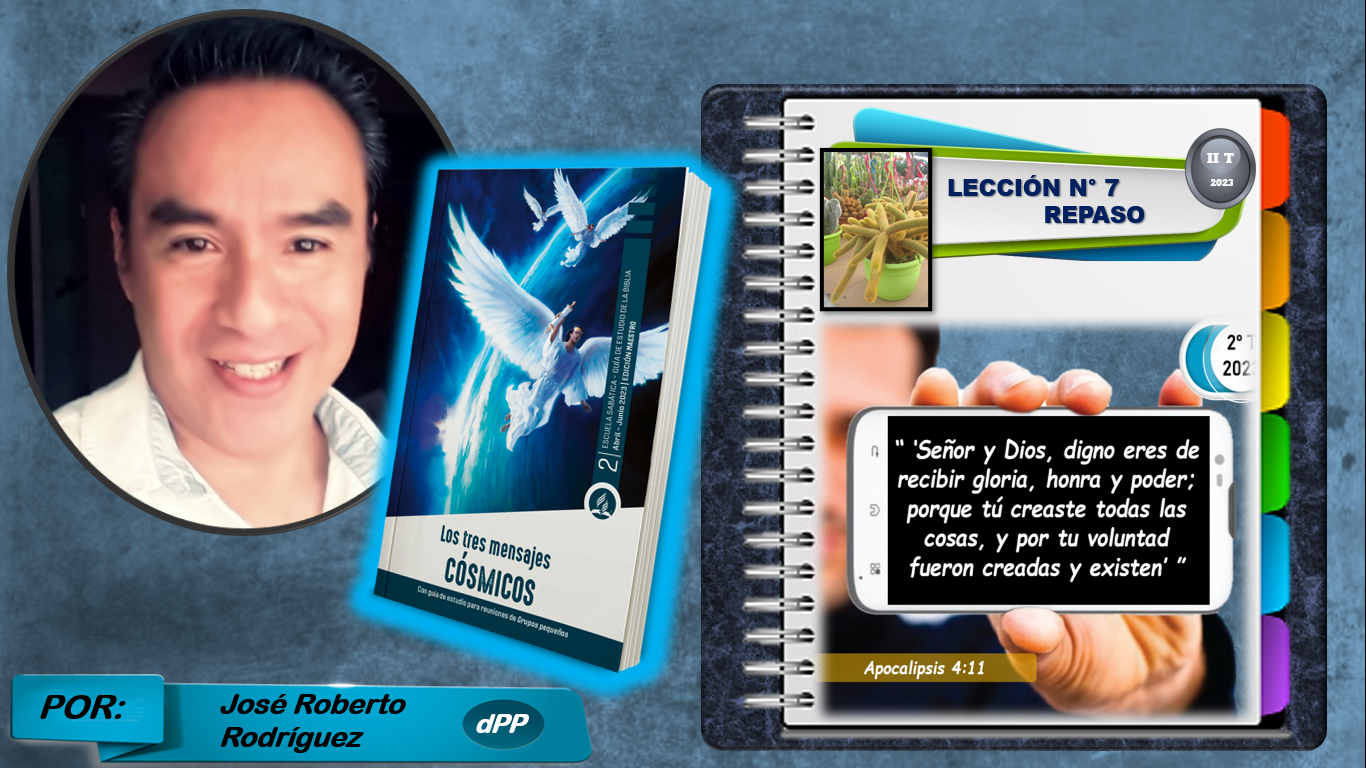 ESCUELA SABÁTICA – GUÍA DE ESTUDIO DE LA BIBLIA
2 | Abril – Junio 2023 | EDICIÓN MAESTRO
Los tres mensajes
CÓSMICOS
Con guía de estudio para reuniones de Grupos pequeños
POR:
José Roberto
Rodríguez
dPP
II T
2023
LECCIÓN N° 7
REPASO
2° T
2023
“ ‘Señor y Dios, digno eres de
recibir gloria, honra y poder;
porque tú creaste todas las
cosas, y por tu voluntad
fueron creadas y existen’ ”
Apocalipsis 4:11